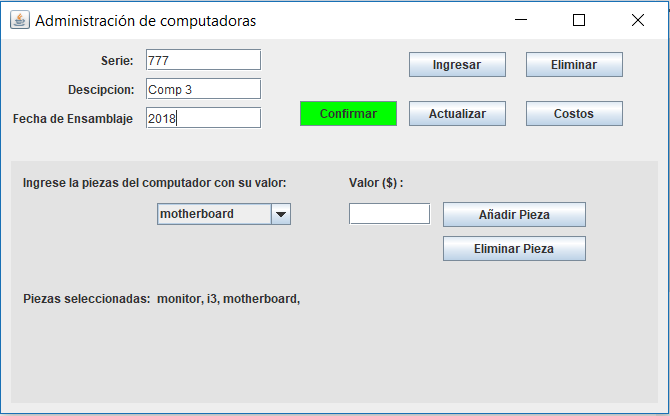 Administración de computadoras
Serie: 777 Ingresar Eliminar
Descipcion: Comp 3
Fecha de Ensamblaje 2018 Confirmar Actualizar Costos
Ingrese la piezas del computador con su valor: Valor ($) :
motherboard Añadir Pieza
Eliminar Pieza
Piezas seleccionadas: monitor, i3, motherboard,